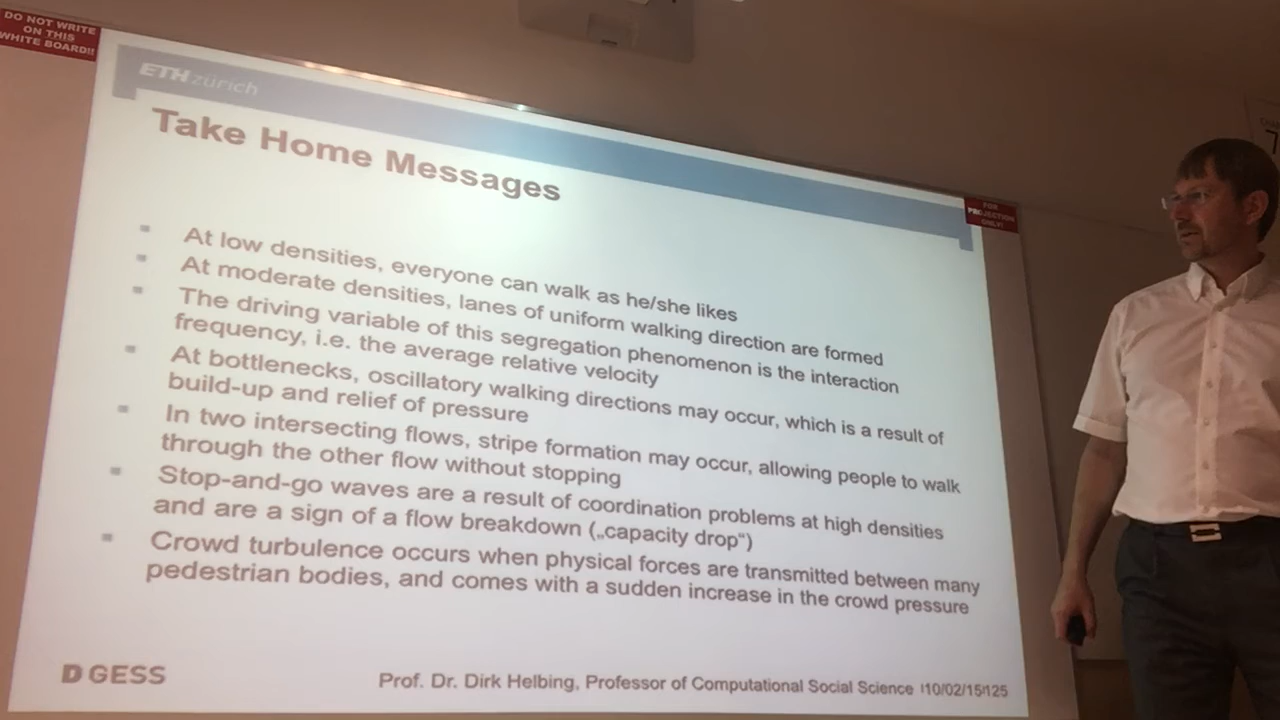 DO NOT WRITE
ON THIS
WHITE BOARD!!
ETH zürich
Take Home Messages
FOR
PROJECTION
ONLY!
At low densities, everyone can walk as he/she likes
At moderate densities, lanes of uniform walking direction are formed
The driving variable of this segregation phenomenon is the interaction
frequency, i.e. the average relative velocity
At bottlenecks, oscillatory walking directions may occur, which is a result of
build-up and relief of pressure
In two intersecting flows, stripe formation may occur, allowing people to walk
through the other flow without stopping
Stop-and-go waves are a result of coordination problems at high densities
and are a sign of a flow breakdown („capacity drop“)
Crowd turbulence occurs when physical forces are transmitted between many
pedestrian bodies, and comes with a sudden increase in the crowd pressure
D GESS
Prof. Dr. Dirk Helbing, Professor of Computational Social Science
10/02/15
125